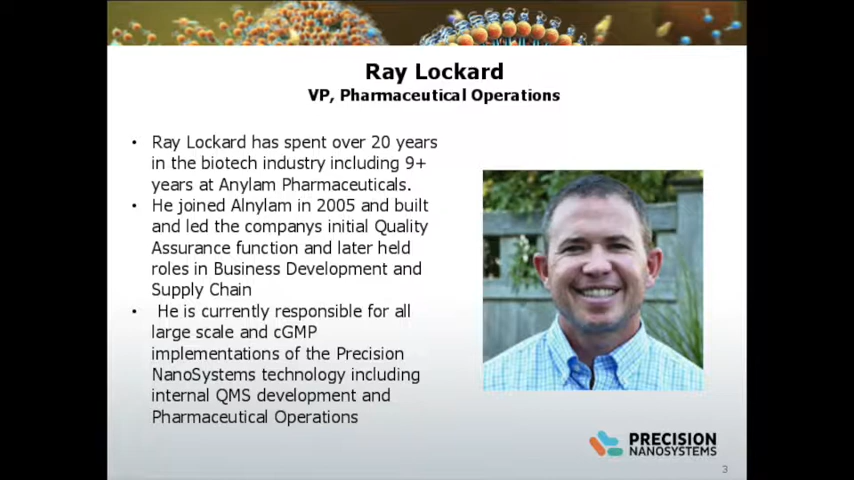 Ray Lockard
VP, Pharmaceutical Operations
• Ray Lockard has spent over 20 years
in the biotech industry including 9+
years at Anylam Pharmaceuticals.
• He joined Alnylam in 2005 and built
and led the companys initial Quality
Assurance function and later held
roles in Business Development and
Supply Chain
• He is currently responsible for all
large scale and cGMP
implementations of the Precision
NanoSystems technology including
internal QMS development and
Pharmaceutical Operations
PRECISION
NANOSYSTEMS
3